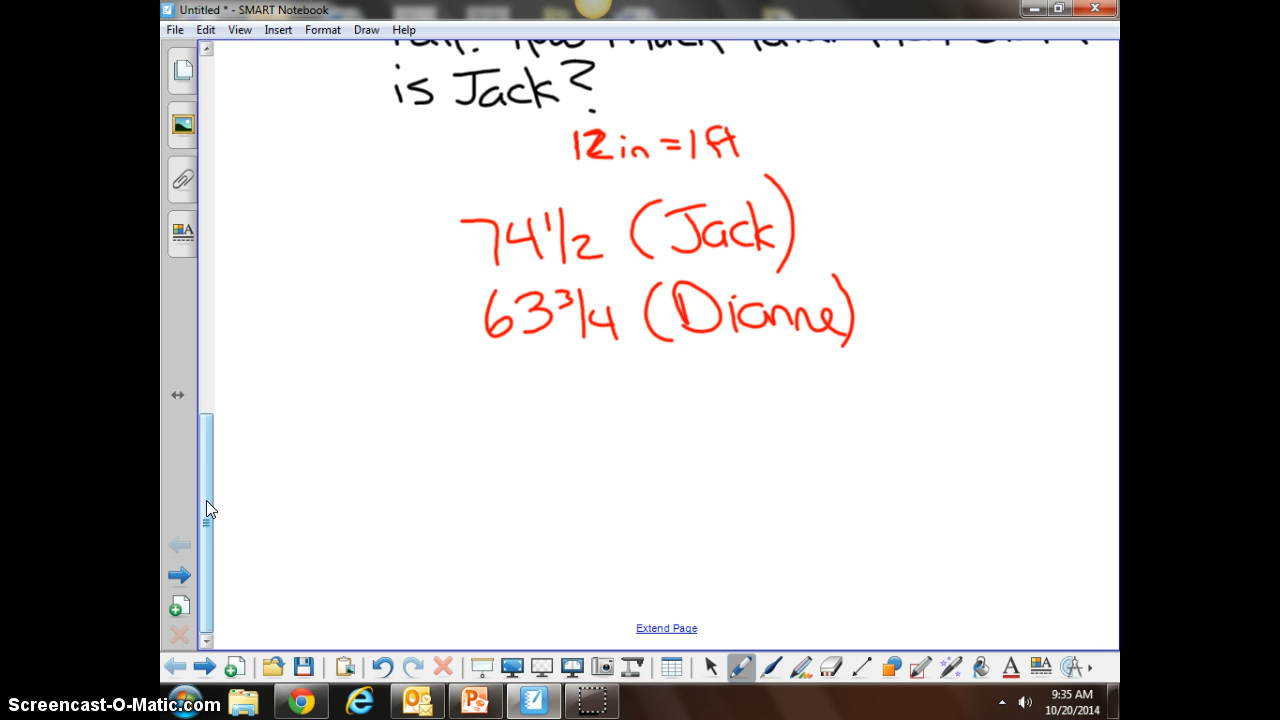 Untitled * - SMART Notebook
File Edit View Insert Format Draw Help
is Jack?
12 in = 1 ft
74 1/2 (Jack)
63 3/4 (Dianne)
Extend Page
9:35 AM
10/20/2014
Screencast-O-Matic.com